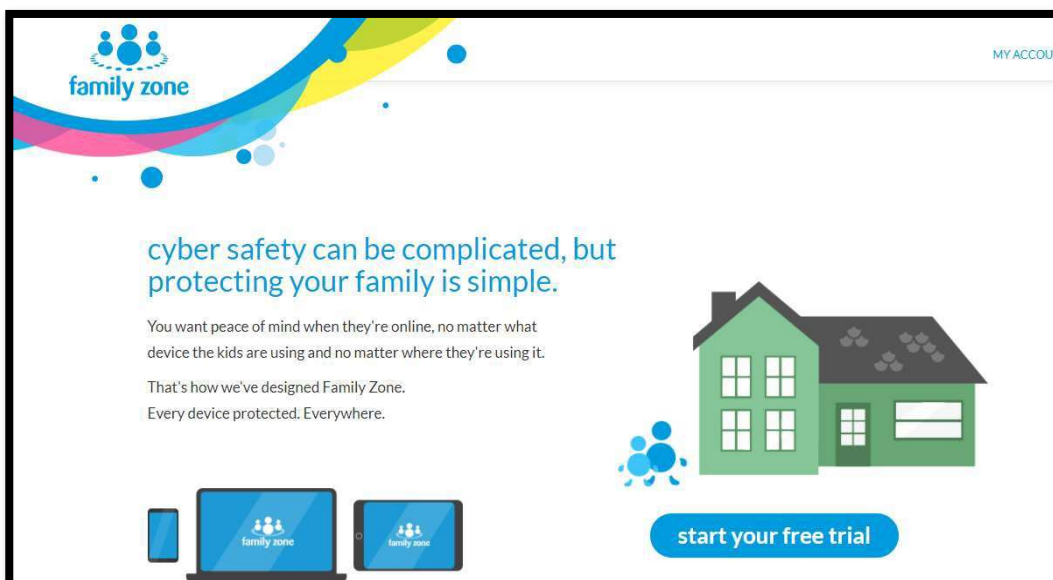 family zone
MY ACCOU
cyber safety can be complicated, but
protecting your family is simple.
You want peace of mind when they're online, no matter what
device the kids are using and no matter where they're using it.
That's how we've designed Family Zone.
Every device protected. Everywhere.
family zone
family zone
start your free trial